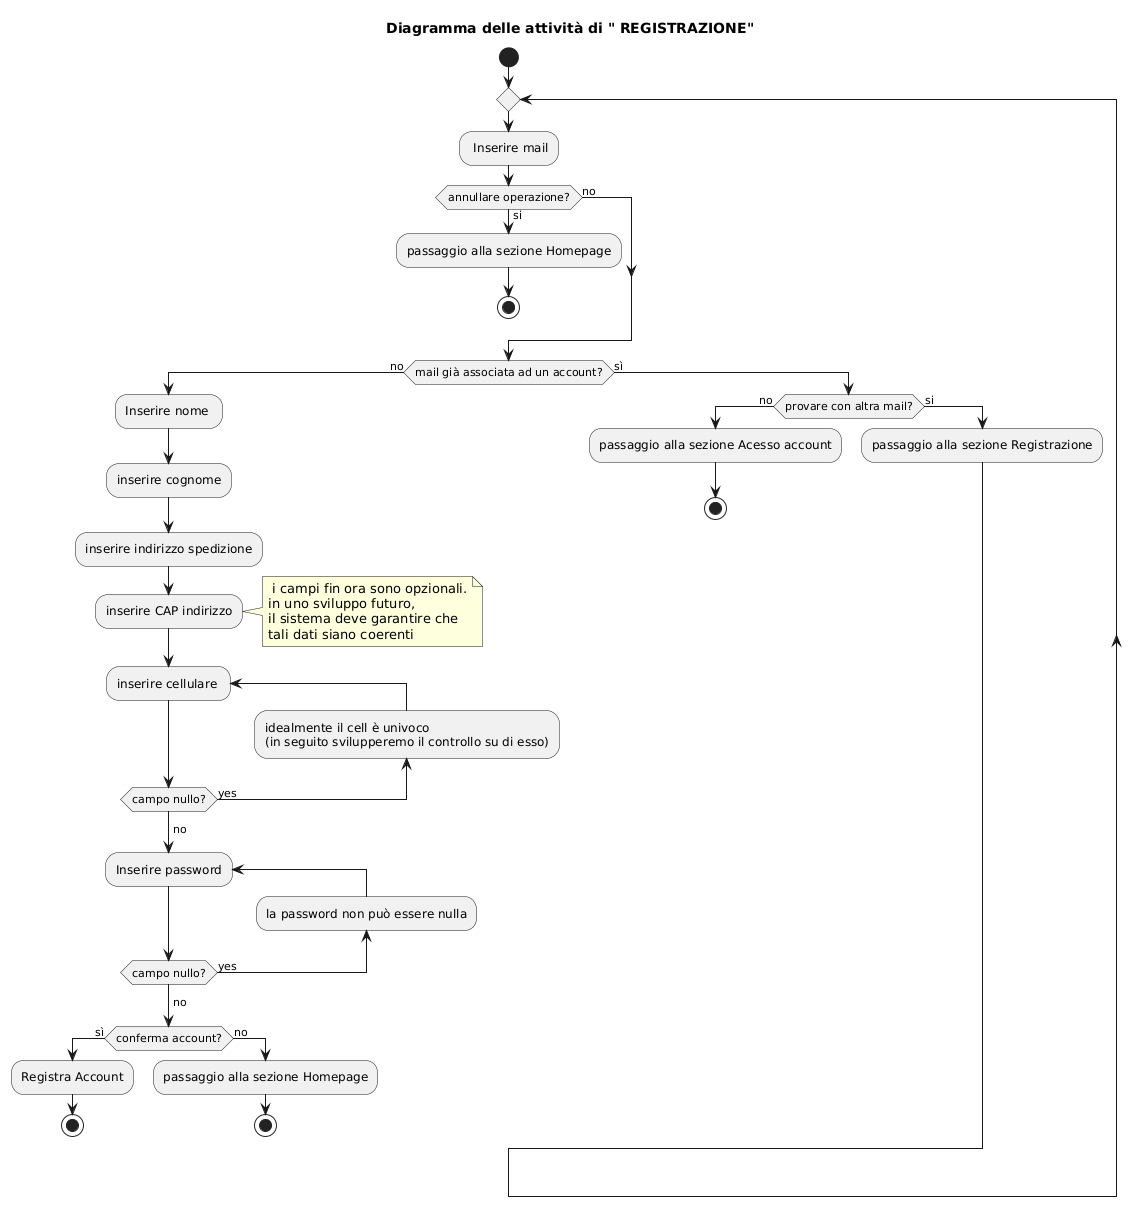 Diagramma delle attività di " REGISTRAZIONE"
Inserire mail
annullare operazione?
no
si
passaggio alla sezione Homepage
mail già associata ad un account?
no
sì
Inserire nome
provare con altra mail?
no
si
passaggio alla sezione Acesso account
passaggio alla sezione Registrazione
inserire cognome
inserire indirizzo spedizione
inserire CAP indirizzo
i campi fin ora sono opzionali.
in uno sviluppo futuro,
il sistema deve garantire che
tali dati siano coerenti
inserire cellulare
idealmente il cell è univoco
(in seguito svilupperemo il controllo su di esso)
campo nullo?
yes
no
Inserire password
la password non può essere nulla
campo nullo?
yes
no
conferma account?
sì
no
Registra Account
passaggio alla sezione Homepage